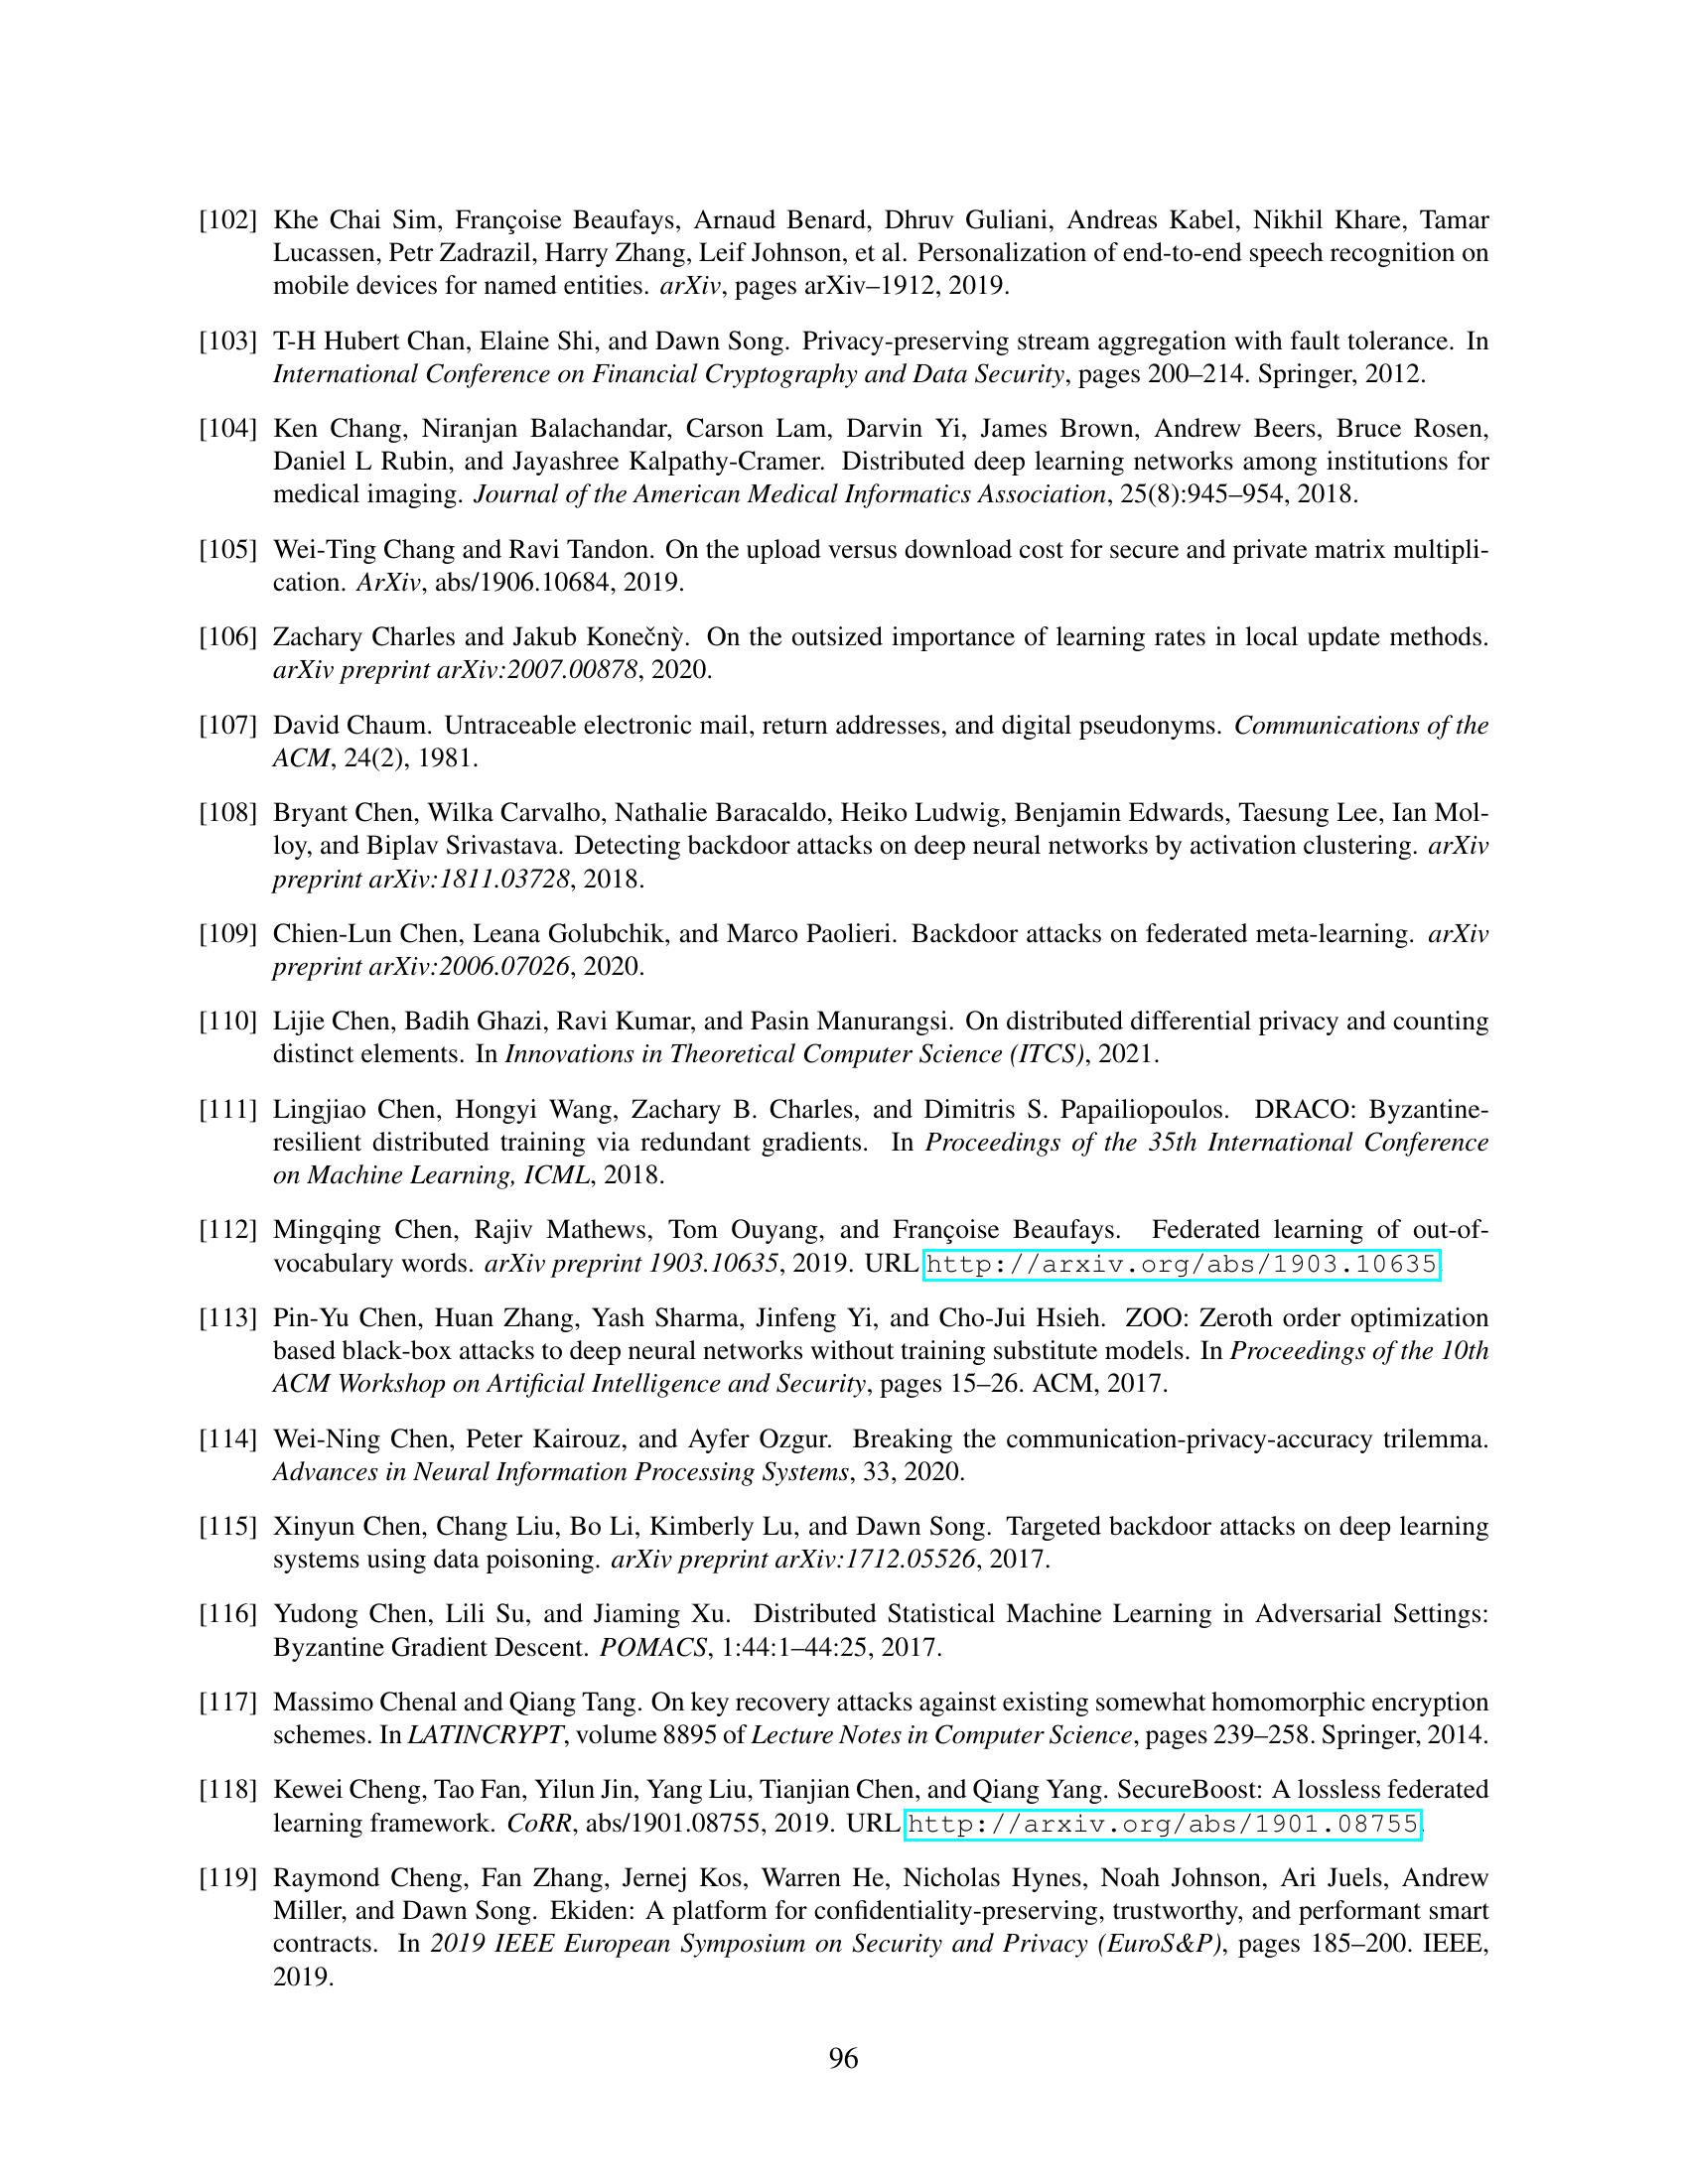 [102] Khe Chai Sim, Françoise Beaufays, Arnaud Benard, Dhruv Guliani, Andreas Kabel, Nikhil Khare, Tamar
Lucassen, Petr Zadrazil, Harry Zhang, Leif Johnson, et al. Personalization of end-to-end speech recognition on
mobile devices for named entities. arXiv, pages arXiv–1912, 2019.
[103] T-H Hubert Chan, Elaine Shi, and Dawn Song. Privacy-preserving stream aggregation with fault tolerance. In
International Conference on Financial Cryptography and Data Security, pages 200–214. Springer, 2012.
[104] Ken Chang, Niranjan Balachandar, Carson Lam, Darvin Yi, James Brown, Andrew Beers, Bruce Rosen,
Daniel L Rubin, and Jayashree Kalpathy-Cramer. Distributed deep learning networks among institutions for
medical imaging. Journal of the American Medical Informatics Association, 25(8):945–954, 2018.
[105] Wei-Ting Chang and Ravi Tandon. On the upload versus download cost for secure and private matrix multipli-
cation. ArXiv, abs/1906.10684, 2019.
[106] Zachary Charles and Jakub Konečnỳ. On the outsized importance of learning rates in local update methods.
arXiv preprint arXiv:2007.00878, 2020.
[107] David Chaum. Untraceable electronic mail, return addresses, and digital pseudonyms. Communications of the
ACM, 24(2), 1981.
[108] Bryant Chen, Wilka Carvalho, Nathalie Baracaldo, Heiko Ludwig, Benjamin Edwards, Taesung Lee, Ian Mol-
loy, and Biplav Srivastava. Detecting backdoor attacks on deep neural networks by activation clustering. arXiv
preprint arXiv:1811.03728, 2018.
[109] Chien-Lun Chen, Leana Golubchik, and Marco Paolieri. Backdoor attacks on federated meta-learning. arXiv
preprint arXiv:2006.07026, 2020.
[110] Lijie Chen, Badih Ghazi, Ravi Kumar, and Pasin Manurangsi. On distributed differential privacy and counting
distinct elements. In Innovations in Theoretical Computer Science (ITCS), 2021.
[111] Lingjiao Chen, Hongyi Wang, Zachary B. Charles, and Dimitris S. Papailiopoulos. DRACO: Byzantine-
resilient distributed training via redundant gradients. In Proceedings of the 35th International Conference
on Machine Learning, ICML, 2018.
[112] Mingqing Chen, Rajiv Mathews, Tom Ouyang, and Françoise Beaufays. Federated learning of out-of-
vocabulary words. arXiv preprint 1903.10635, 2019. URL http://arxiv.org/abs/1903.10635.
[113] Pin-Yu Chen, Huan Zhang, Yash Sharma, Jinfeng Yi, and Cho-Jui Hsieh. ZOO: Zeroth order optimization
based black-box attacks to deep neural networks without training substitute models. In Proceedings of the 10th
ACM Workshop on Artificial Intelligence and Security, pages 15–26. ACM, 2017.
[114] Wei-Ning Chen, Peter Kairouz, and Ayfer Ozgur. Breaking the communication-privacy-accuracy trilemma.
Advances in Neural Information Processing Systems, 33, 2020.
[115] Xinyun Chen, Chang Liu, Bo Li, Kimberly Lu, and Dawn Song. Targeted backdoor attacks on deep learning
systems using data poisoning. arXiv preprint arXiv:1712.05526, 2017.
[116] Yudong Chen, Lili Su, and Jiaming Xu. Distributed Statistical Machine Learning in Adversarial Settings:
Byzantine Gradient Descent. POMACS, 1:44:1–44:25, 2017.
[117] Massimo Chenal and Qiang Tang. On key recovery attacks against existing somewhat homomorphic encryption
schemes. In LATINCRYPT, volume 8895 of Lecture Notes in Computer Science, pages 239–258. Springer, 2014.
[118] Kewei Cheng, Tao Fan, Yilun Jin, Yang Liu, Tianjian Chen, and Qiang Yang. SecureBoost: A lossless federated
learning framework. CoRR, abs/1901.08755, 2019. URL http://arxiv.org/abs/1901.08755.
[119] Raymond Cheng, Fan Zhang, Jernej Kos, Warren He, Nicholas Hynes, Noah Johnson, Ari Juels, Andrew
Miller, and Dawn Song. Ekiden: A platform for confidentiality-preserving, trustworthy, and performant smart
contracts. In 2019 IEEE European Symposium on Security and Privacy (EuroS&P), pages 185–200. IEEE,
2019.
96